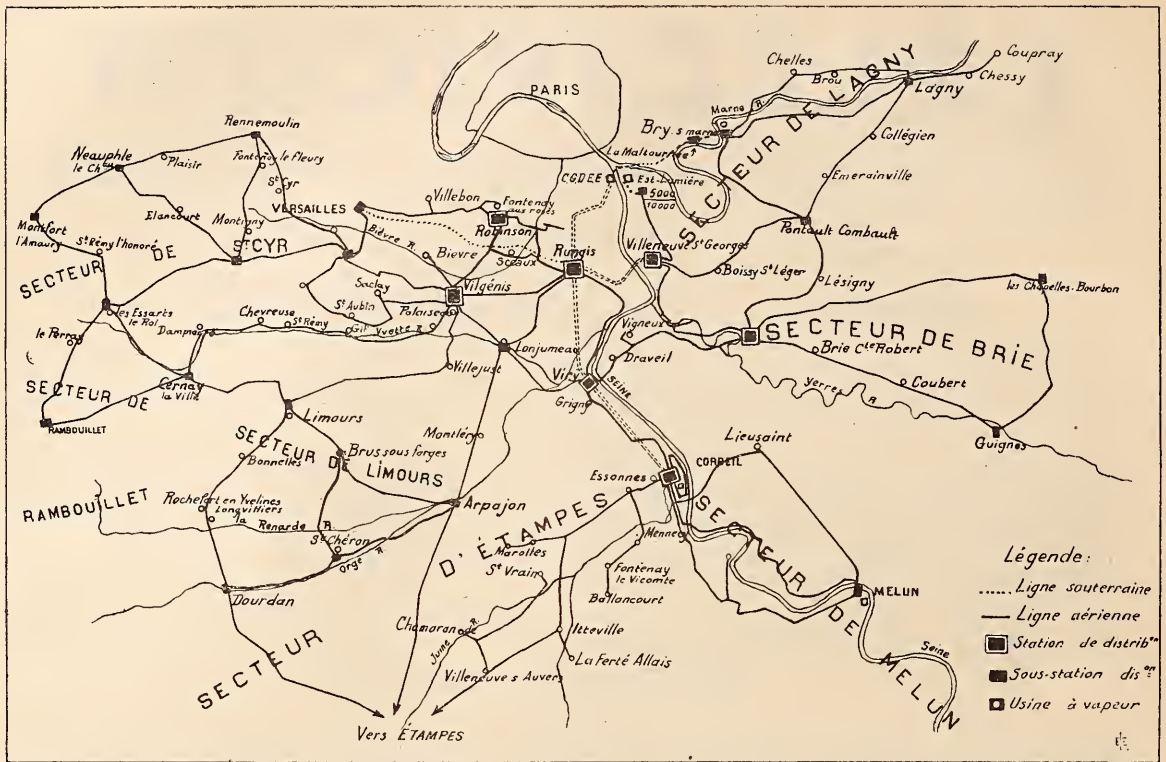 PARIS
Coupray
Chelles
Brou
Chessy
Lagny
Marne R.
Bry s marne
La Maltournée
SECTEUR DE LAGNY
Collégien
Emerainville
C.G.D.E.E
Est-Lumière
5000
10000
Rennemoulin
Neauphle
le Ch.au
Plaisir
Fontenay le Fleury
St Cyr
VERSAILLES
Villebon
Fontenay
aux roses
Robinson
Elancourt
Montigny
Montfort
l'Amaury
St Rémy l'honoré
SECTEUR DE ST CYR
Bièvre R.
Bievre
Sceaux
Rungis
Villeneuve St Georges
Pontault Combault
Boissy St Léger
Lésigny
les Chapelles-Bourbon
Saclay
Vilgénis
St Aubin
Palaiseau
les Essarts
le Roi
Dampierre
Chevreuse
St Rémy
Gif
Yvette R.
le Perray
Lonjumeau
Vigneux
Draveil
SECTEUR DE BRIE
Brie Cte Robert
Coubert
Yerres R
Guignes
Villejust
Viry
SEINE
Grigny
Cernay
la Ville
SECTEUR DE
RAMBOUILLET
RAMBOUILLET
Limours
SECTEUR DE LIMOURS
Bonnelles
Brus sous forges
Montléry
Lieusaint
CORBEIL
Essonnes
Rochefort en Yvelines
Longvilliers
la Renarde R.
Arpajon
St Chéron
Orge R.
Dourdan
SECTEUR D'ÉTAMPES
Marolles
St Vrain
Mennecy
Fontenay
le Vicomte
Ballancourt
SECTEUR DE MELUN
MELUN
Seine
Chamarande
Juine R.
Itteville
La Ferté Allais
Villeneuve s Auvers
Vers ÉTAMPES
Légende :
Ligne souterraine
Ligne aérienne
Station de distribon
Sous-station dison
Usine à vapeur